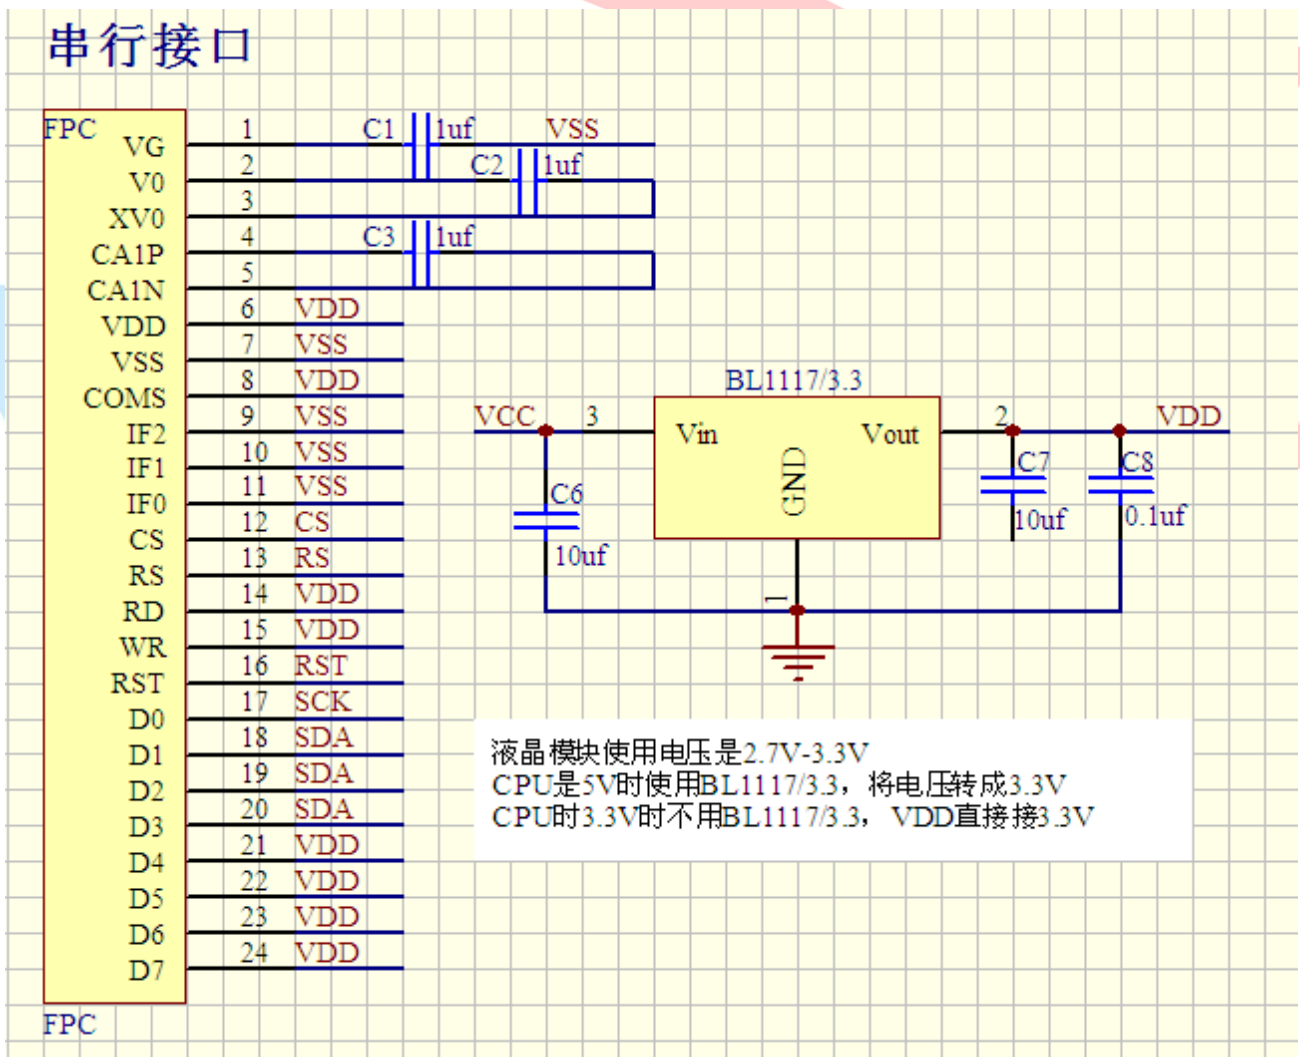 串行接口
FPC
VG 1 C1 1uf VSS
V0 2 C2 1uf
XV0 3
CA1P 4 C3 1uf
CA1N 5
VDD 6 VDD
VSS 7 VSS
COMS 8 VDD
IF2 9 VSS
IF1 10 VSS
IF0 11 VSS
CS 12 CS
RS 13 RS
RD 14 VDD
WR 15 VDD
RST 16 RST
D0 17 SCK
D1 18 SDA
D2 19 SDA
D3 20 SDA
D4 21 VDD
D5 22 VDD
D6 23 VDD
D7 24 VDD
FPC
BL1117/3.3
VCC 3 Vin GND Vout 2 VDD
C6 10uf
C7 10uf
C8 0.1uf
1
液晶模块使用电压是2.7V-3.3V
CPU是5V时使用BL1117/3.3，将电压转成3.3V
CPU时3.3V时不用BL1117/3.3，VDD直接接3.3V